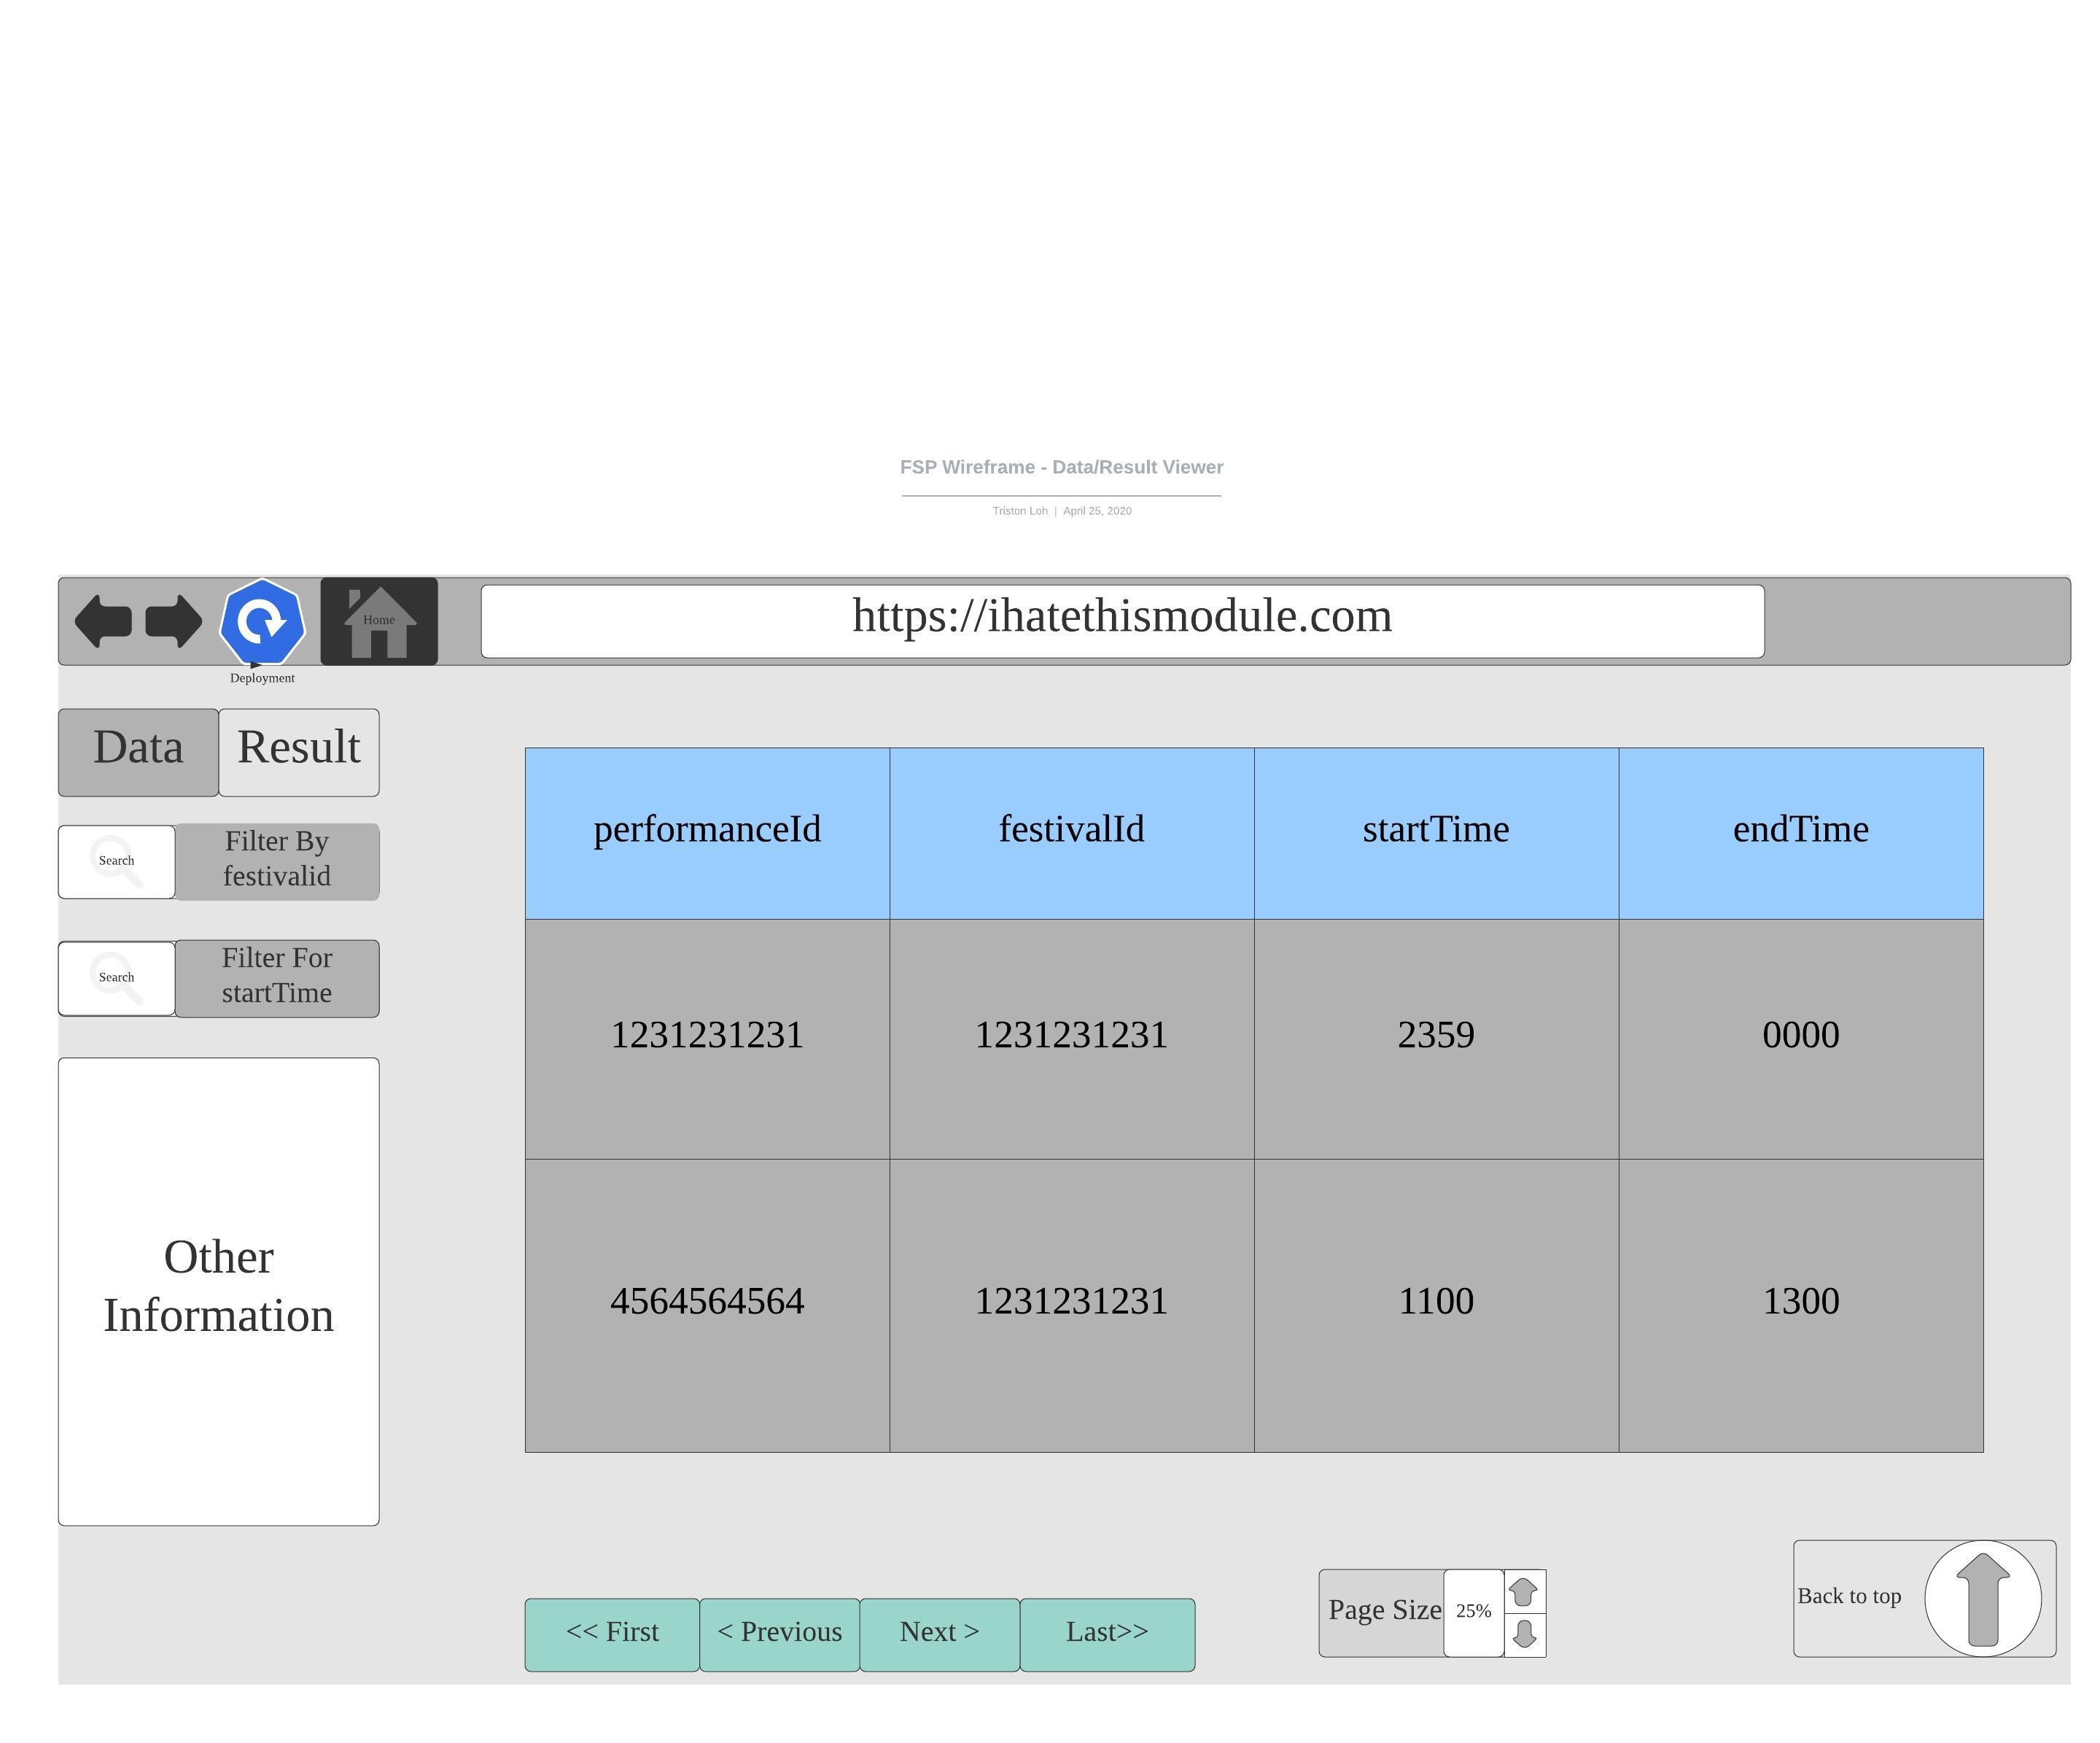 FSP Wireframe - Data/Result Viewer
Triston Loh | April 25, 2020
Home
https://ihatethismodule.com
Deployment
Data
Result
Search
Filter By
festivalid
Search
Filter For
startTime
Other
Information
performanceId festivalId startTime endTime
1231231231 1231231231 2359 0000
4564564564 1231231231 1100 1300
<< First
< Previous
Next >
Last>>
Page Size
25%
Back to top